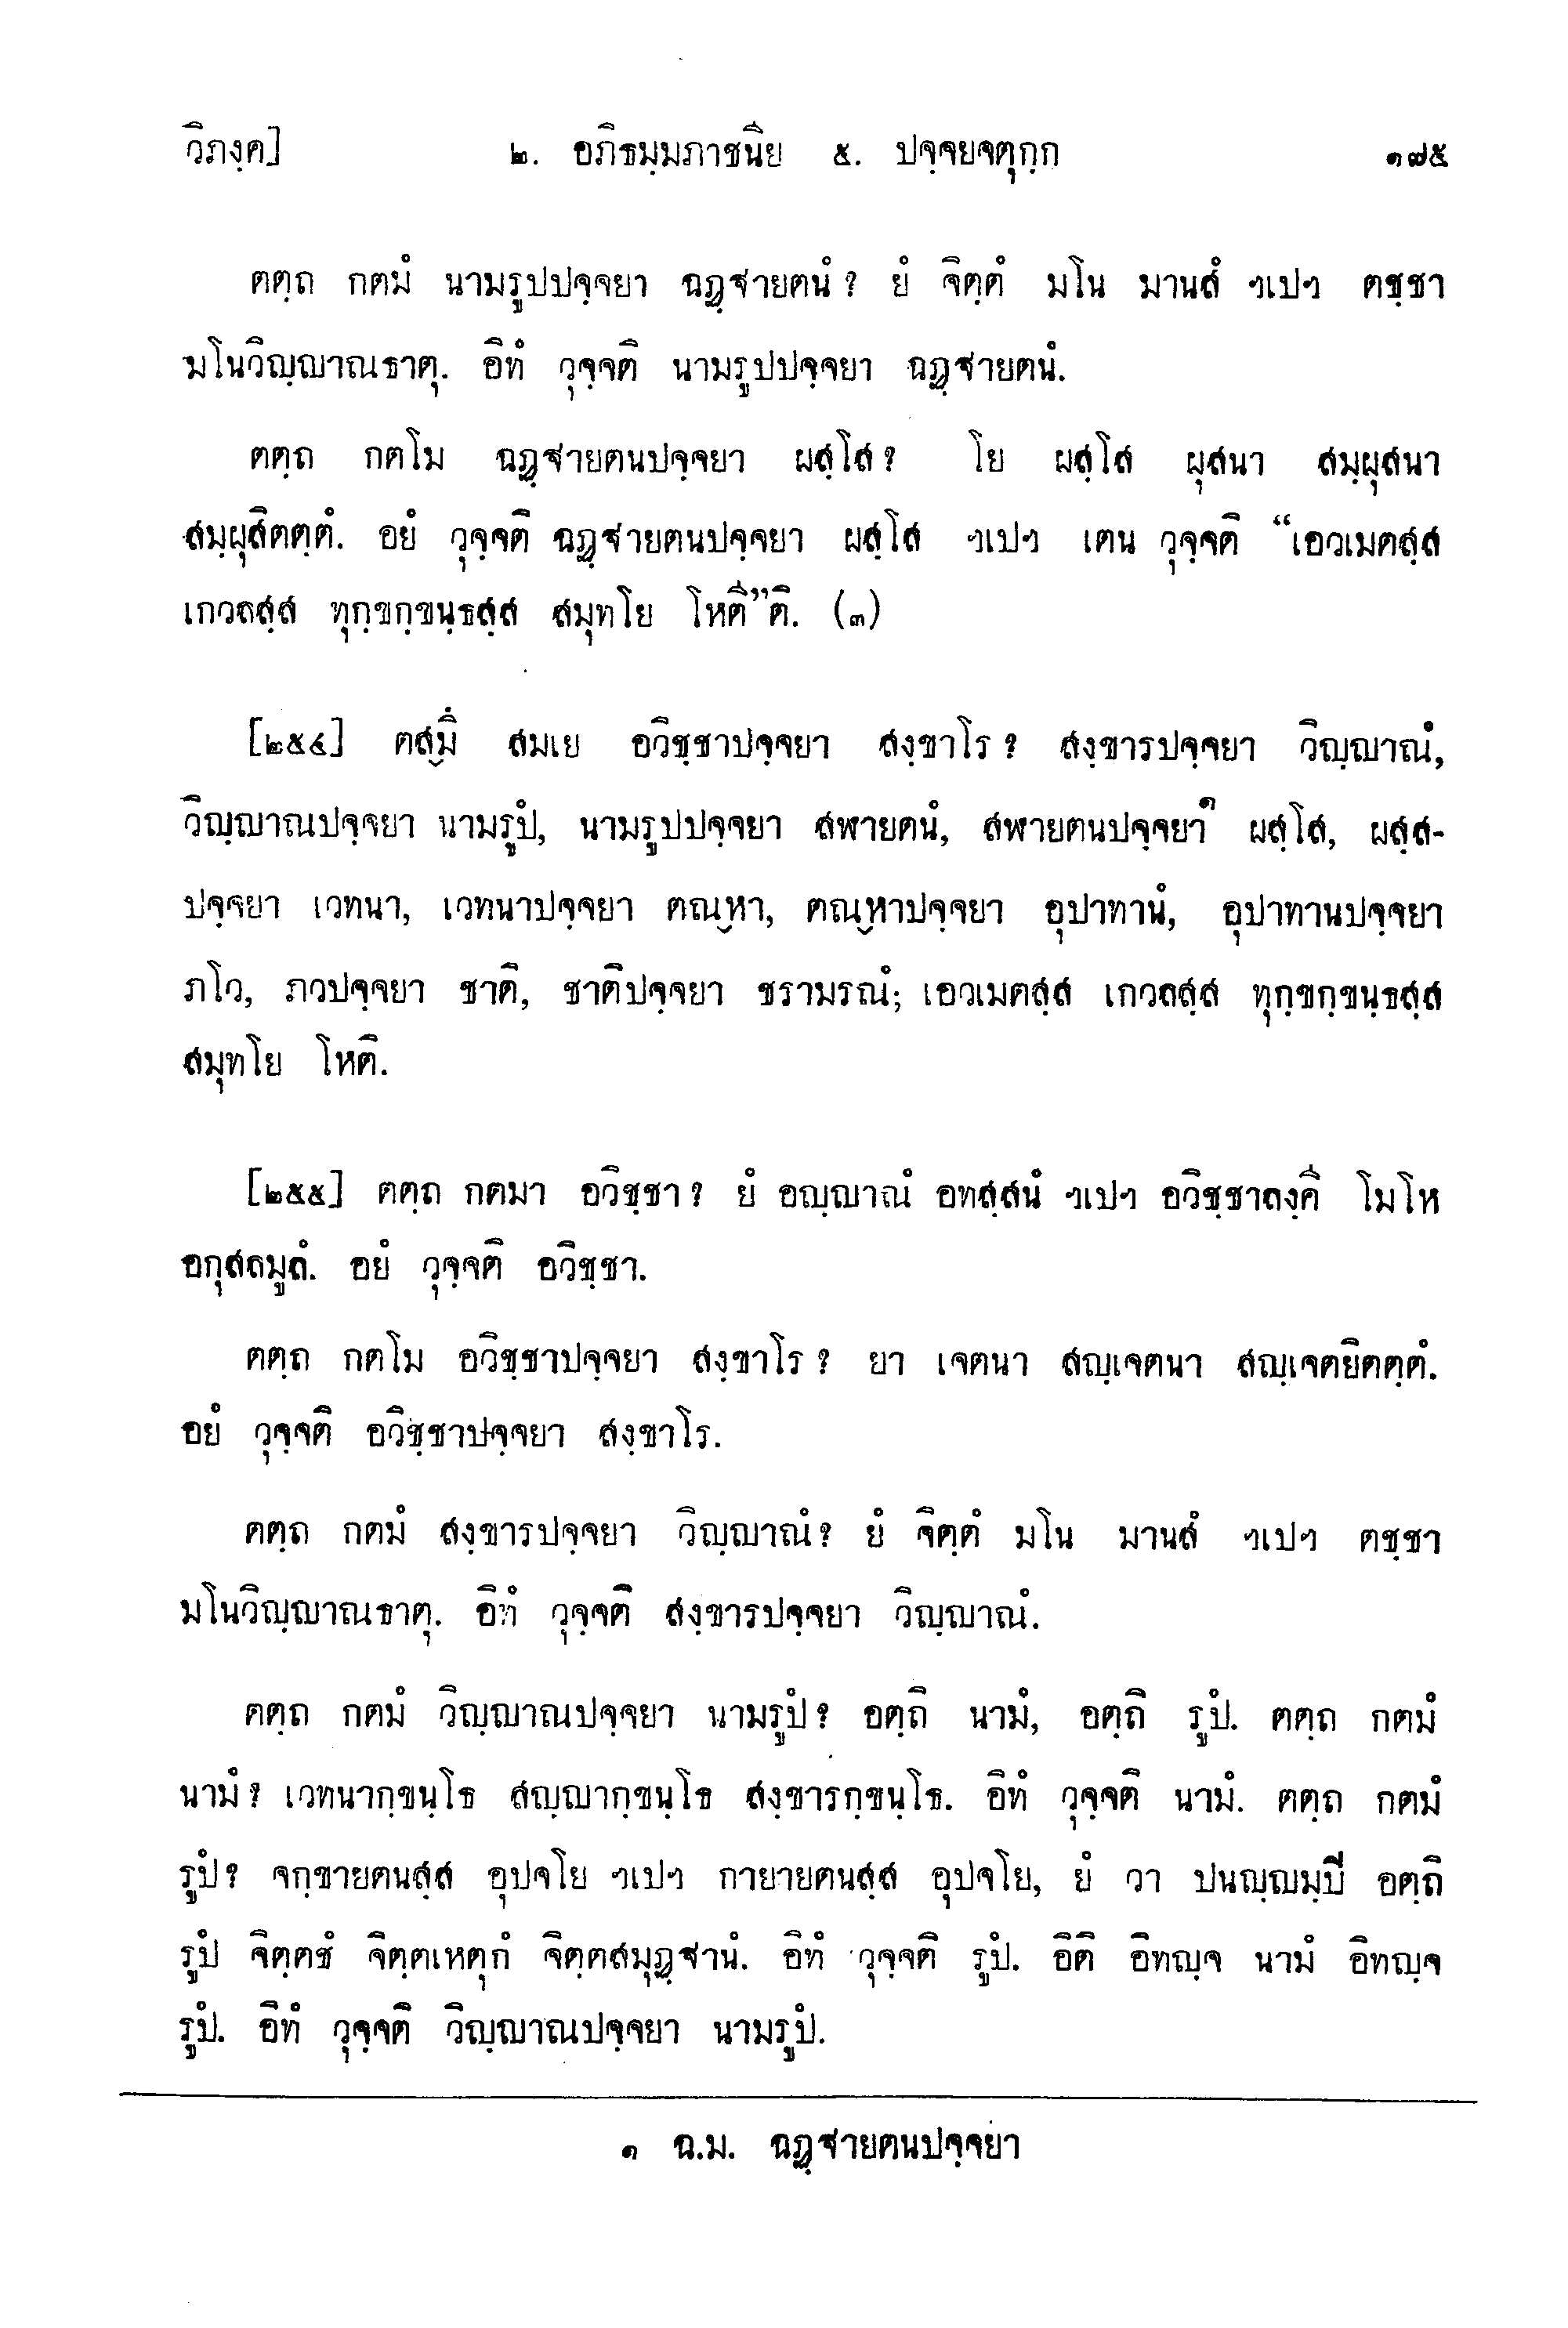 วิภงฺค] ๒. อภิธมฺมภาชนีย ๕. ปจฺจยจตุกฺก ๑๗๕
ตตฺถ กตมํ นามรูปปจฺจยา ฉฏฺฐายตนํ? ยํ จิตฺตํ มโน มานสํ ฯเปฯ ตชฺชา
มโนวิญฺญาณธาตุ. อิทํ วุจฺจติ นามรูปปจฺจยา ฉฏฺฐายตนํ.
ตตฺถ กตโม ฉฏฺฐายตนปจฺจยา ผสฺโส? โย ผสฺโส ผุสนา สมฺผุสนา
สมฺผุสิตตฺตํ. อยํ วุจฺจติ ฉฏฺฐายตนปจฺจยา ผสฺโส ฯเปฯ เตน วุจฺจติ “เอวเมตสฺส
เกวลสฺส ทุกฺขกฺขนฺธสฺส สมุทโย โหตี”ติ. (๓)
[๒๕๔] ตสฺมึ สมเย อวิชฺชาปจฺจยา สงฺขาโร? สงฺขารปจฺจยา วิญฺญาณํ,
วิญฺญาณปจฺจยา นามรูปํ, นามรูปปจฺจยา สฬายตนํ, สฬายตนปจฺจยา๑ ผสฺโส, ผสฺส-
ปจฺจยา เวทนา, เวทนาปจฺจยา ตณฺหา, ตณฺหาปจฺจยา อุปาทานํ, อุปาทานปจฺจยา
ภโว, ภวปจฺจยา ชาติ, ชาติปจฺจยา ชรามรณํ; เอวเมตสฺส เกวลสฺส ทุกฺขกฺขนฺธสฺส
สมุทโย โหติ.
[๒๕๕] ตตฺถ กตมา อวิชฺชา? ยํ อญฺญาณํ อทสฺสนํ ฯเปฯ อวิชฺชาลงฺคี โมโห
อกุสลมูลํ. อยํ วุจฺจติ อวิชฺชา.
ตตฺถ กตโม อวิชฺชาปจฺจยา สงฺขาโร? ยา เจตนา สญฺเจตนา สญฺเจตยิตตฺตํ.
อยํ วุจฺจติ อวิชฺชาปจฺจยา สงฺขาโร.
ตตฺถ กตมํ สงฺขารปจฺจยา วิญฺญาณํ? ยํ จิตฺตํ มโน มานสํ ฯเปฯ ตชฺชา
มโนวิญฺญาณธาตุ. อิทํ วุจฺจติ สงฺขารปจฺจยา วิญฺญาณํ.
ตตฺถ กตมํ วิญฺญาณปจฺจยา นามรูปํ? อตฺถิ นามํ, อตฺถิ รูปํ. ตตฺถ กตมํ
นามํ? เวทนากฺขนฺโธ สญฺญากฺขนฺโธ สงฺขารกฺขนฺโธ. อิทํ วุจฺจติ นามํ. ตตฺถ กตมํ
รูปํ? จกฺขายตนสฺส อุปจโย ฯเปฯ กายายตนสฺส อุปจโย, ยํ วา ปนญฺญมฺปิ อตฺถิ
รูปํ จิตฺตชํ จิตฺตเหตุกํ จิตฺตสมุฏฺฐานํ. อิทํ วุจฺจติ รูปํ. อิติ อิทญฺจ นามํ อิทญฺจ
รูปํ. อิทํ วุจฺจติ วิญฺญาณปจฺจยา นามรูปํ.
๑ ฉ.ม. ฉฏฺฐายตนปจฺจยา